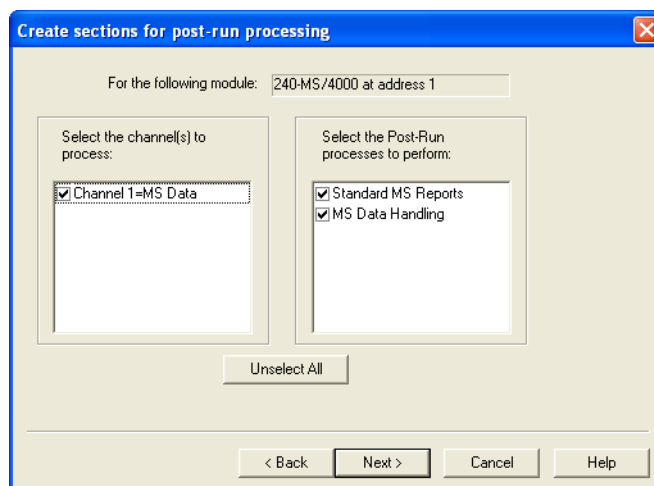 Create sections for post-run processing
For the following module: 240-MS/4000 at address 1
Select the channel(s) to
process:
Channel 1=MS Data
Select the Post-Run
processes to perform:
Standard MS Reports
MS Data Handling
Unselect All
< Back Next > Cancel Help